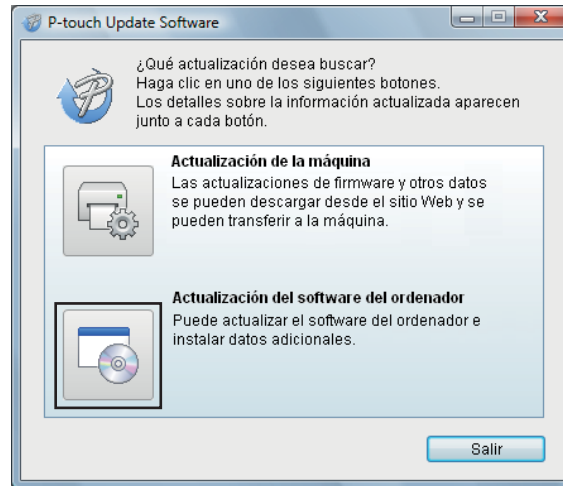 P-touch Update Software
¿Qué actualización desea buscar?
Haga clic en uno de los siguientes botones.
Los detalles sobre la información actualizada aparecen
junto a cada botón.
Actualización de la máquina
Las actualizaciones de firmware y otros datos
se pueden descargar desde el sitio Web y se
pueden transferir a la máquina.
Actualización del software del ordenador
Puede actualizar el software del ordenador e
instalar datos adicionales.
Salir